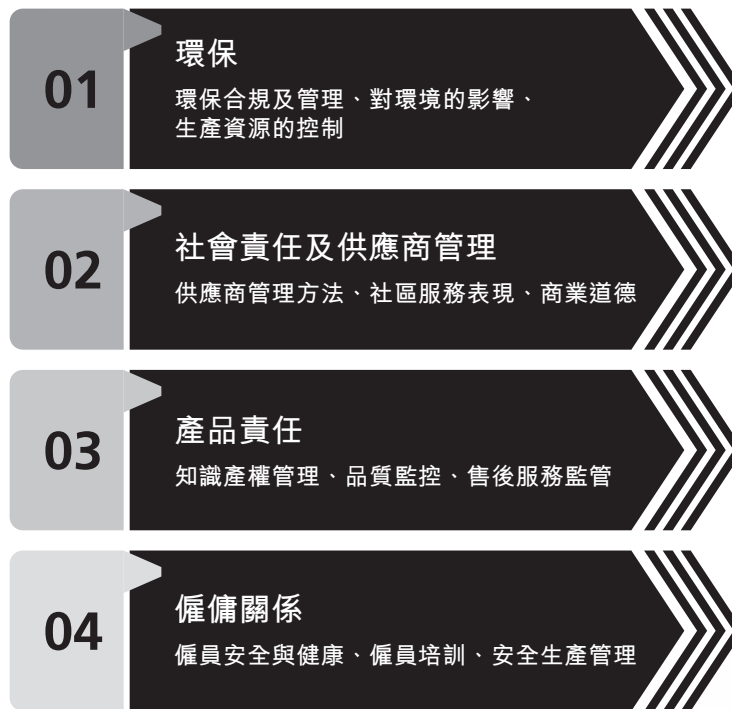 01
環保
環保合規及管理、對環境的影響、
生產資源的控制
02
社會責任及供應商管理
供應商管理方法、社區服務表現、商業道德
03
產品責任
知識產權管理、品質監控、售後服務監管
04
僱傭關係
僱員安全與健康、僱員培訓、安全生產管理